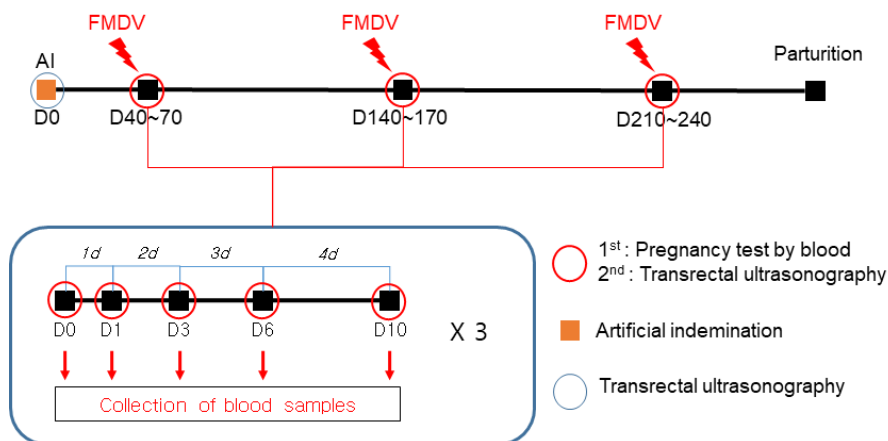 FMDV FMDV FMDV
AI Parturition
D0 D40~70 D140~170 D210~240
1d 2d 3d 4d
D0 D1 D3 D6 D10
X 3
Collection of blood samples
1st : Pregnancy test by blood
2nd : Transrectal ultrasonography
Artificial indemination
Transrectal ultrasonography